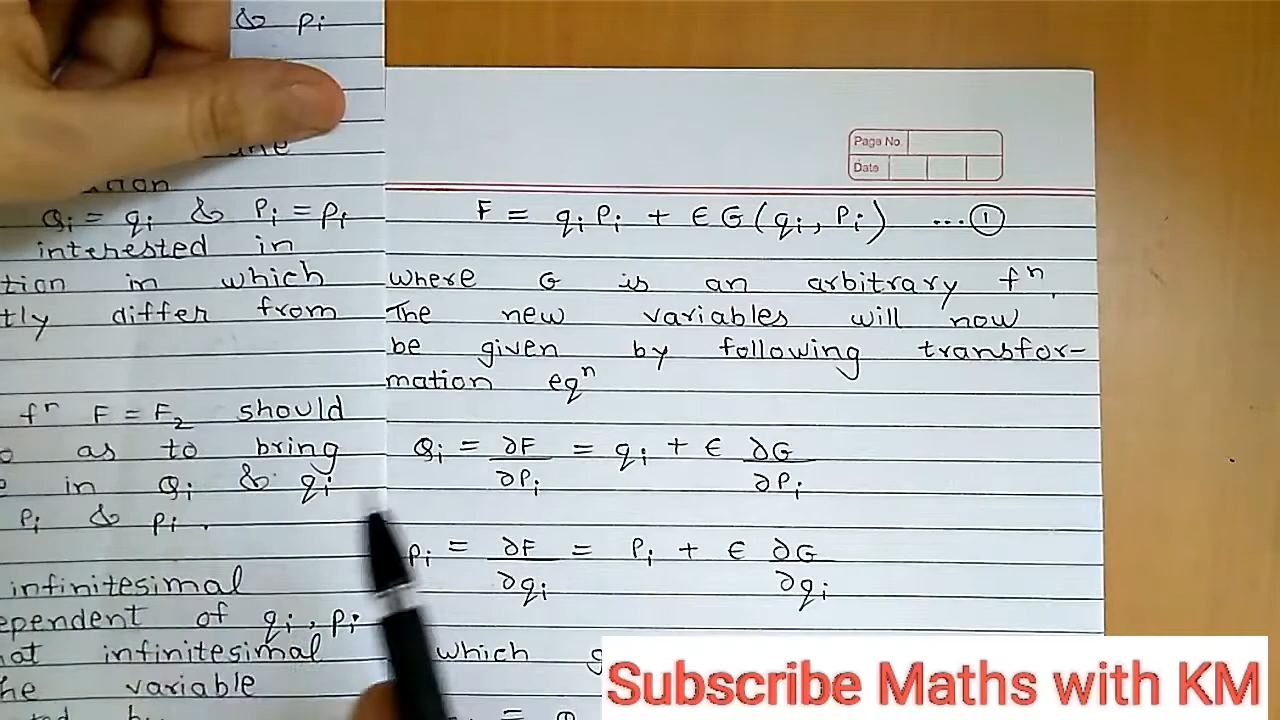 & pi
Qi = qi & Pi = pi
interested in
tion in which
tly differ from
fⁿ F = F₂ should
as to bring
in Qi & qi
Pi & pi .
infinitesimal
ependent of qi, pi
at infinitesimal
he variable
Page No.
Date
F = qi Pi + ∈ G(qi, Pi) ...①
where G is an arbitrary fⁿ.
The new variables will now
be given by following transfor-
mation eqⁿ
Qi = ∂F/∂Pi = qi + ∈ ∂G/∂Pi
pi = ∂F/∂qi = Pi + ∈ ∂G/∂qi
which
Subscribe Maths with KM